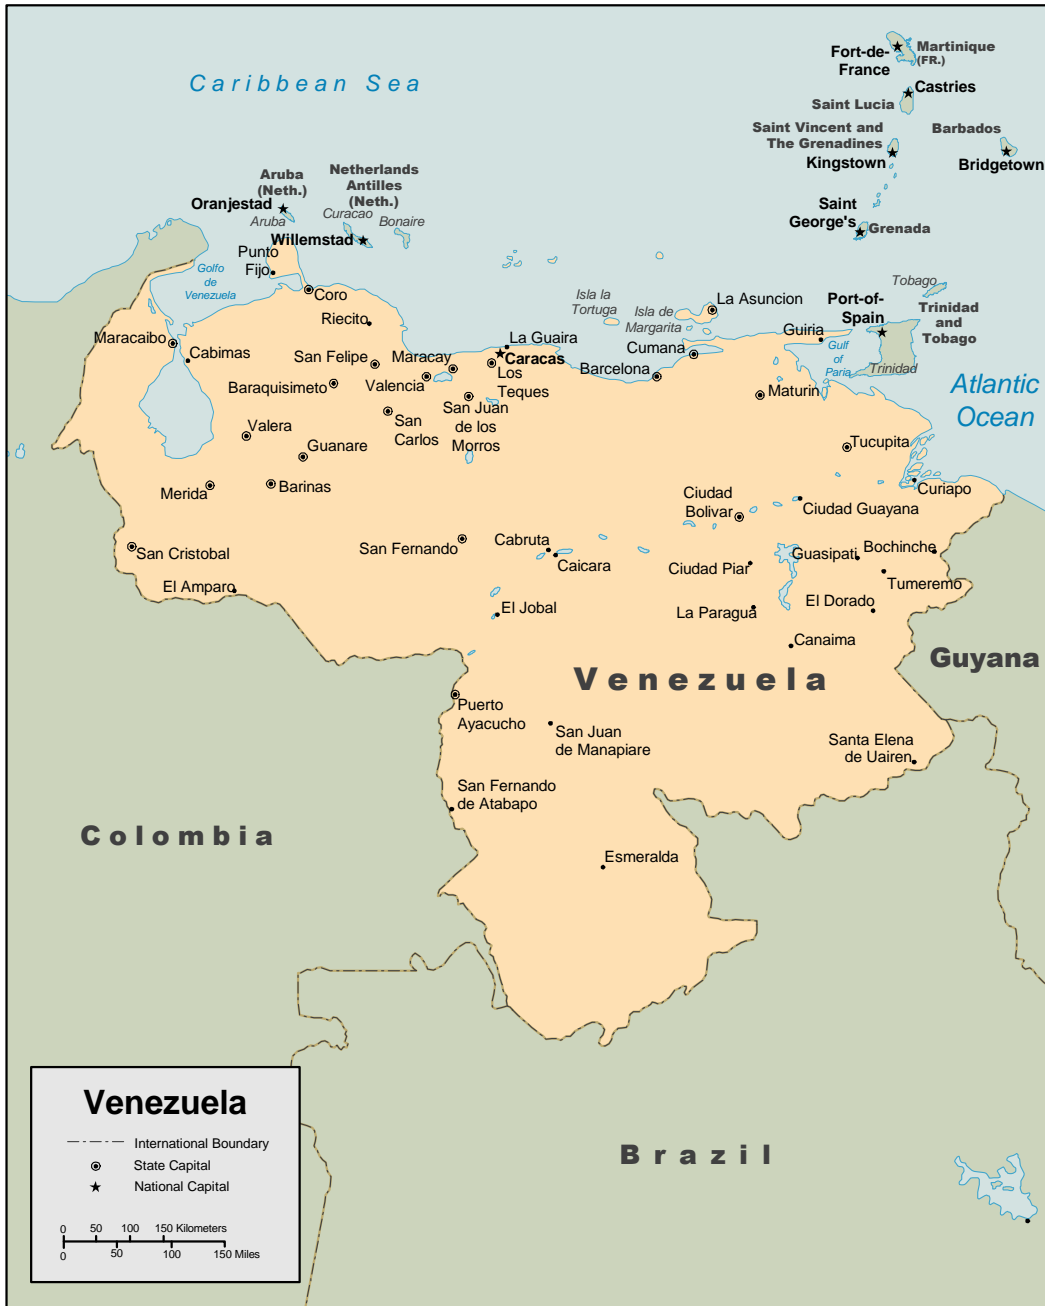 Fort-de-
France
Martinique
(FR.)
Caribbean Sea
Castries
Saint Lucia
Saint Vincent and
The Grenadines
Kingstown
Barbados
Bridgetown
Aruba
(Neth.)
Netherlands
Antilles
(Neth.)
Oranjestad
Aruba
Curacao
Bonaire
Willemstad
Saint
George's
Grenada
Punto
Fijo
Golfo
de
Venezuela
Coro
Riecito
Isla la
Tortuga
Isla de
Margarita
La Asuncion
Port-of-
Spain
Tobago
Trinidad
and
Tobago
Trinidad
Maracaibo
Cabimas
San Felipe
Maracay
La Guaira
Caracas
Los
Teques
Cumana
Guiria
Gulf
of
Paria
Baraquisimeto
Valencia
Barcelona
Maturin
Atlantic
Ocean
San Juan
de los
Morros
San
Carlos
Valera
Guanare
Tucupita
Merida
Barinas
Ciudad
Bolivar
Ciudad Guayana
Curiapo
San Cristobal
San Fernando
Cabruta
Caicara
Guasipati
Bochinche
Ciudad Piar
Tumeremo
El Amparo
El Jobal
La Paragua
El Dorado
Canaima
Guyana
Venezuela
Puerto
Ayacucho
San Juan
de Manapiare
Santa Elena
de Uairen
San Fernando
de Atabapo
Colombia
Esmeralda
Brazil
Venezuela
International Boundary
State Capital
National Capital
0 50 100 150 Kilometers
0 50 100 150 Miles